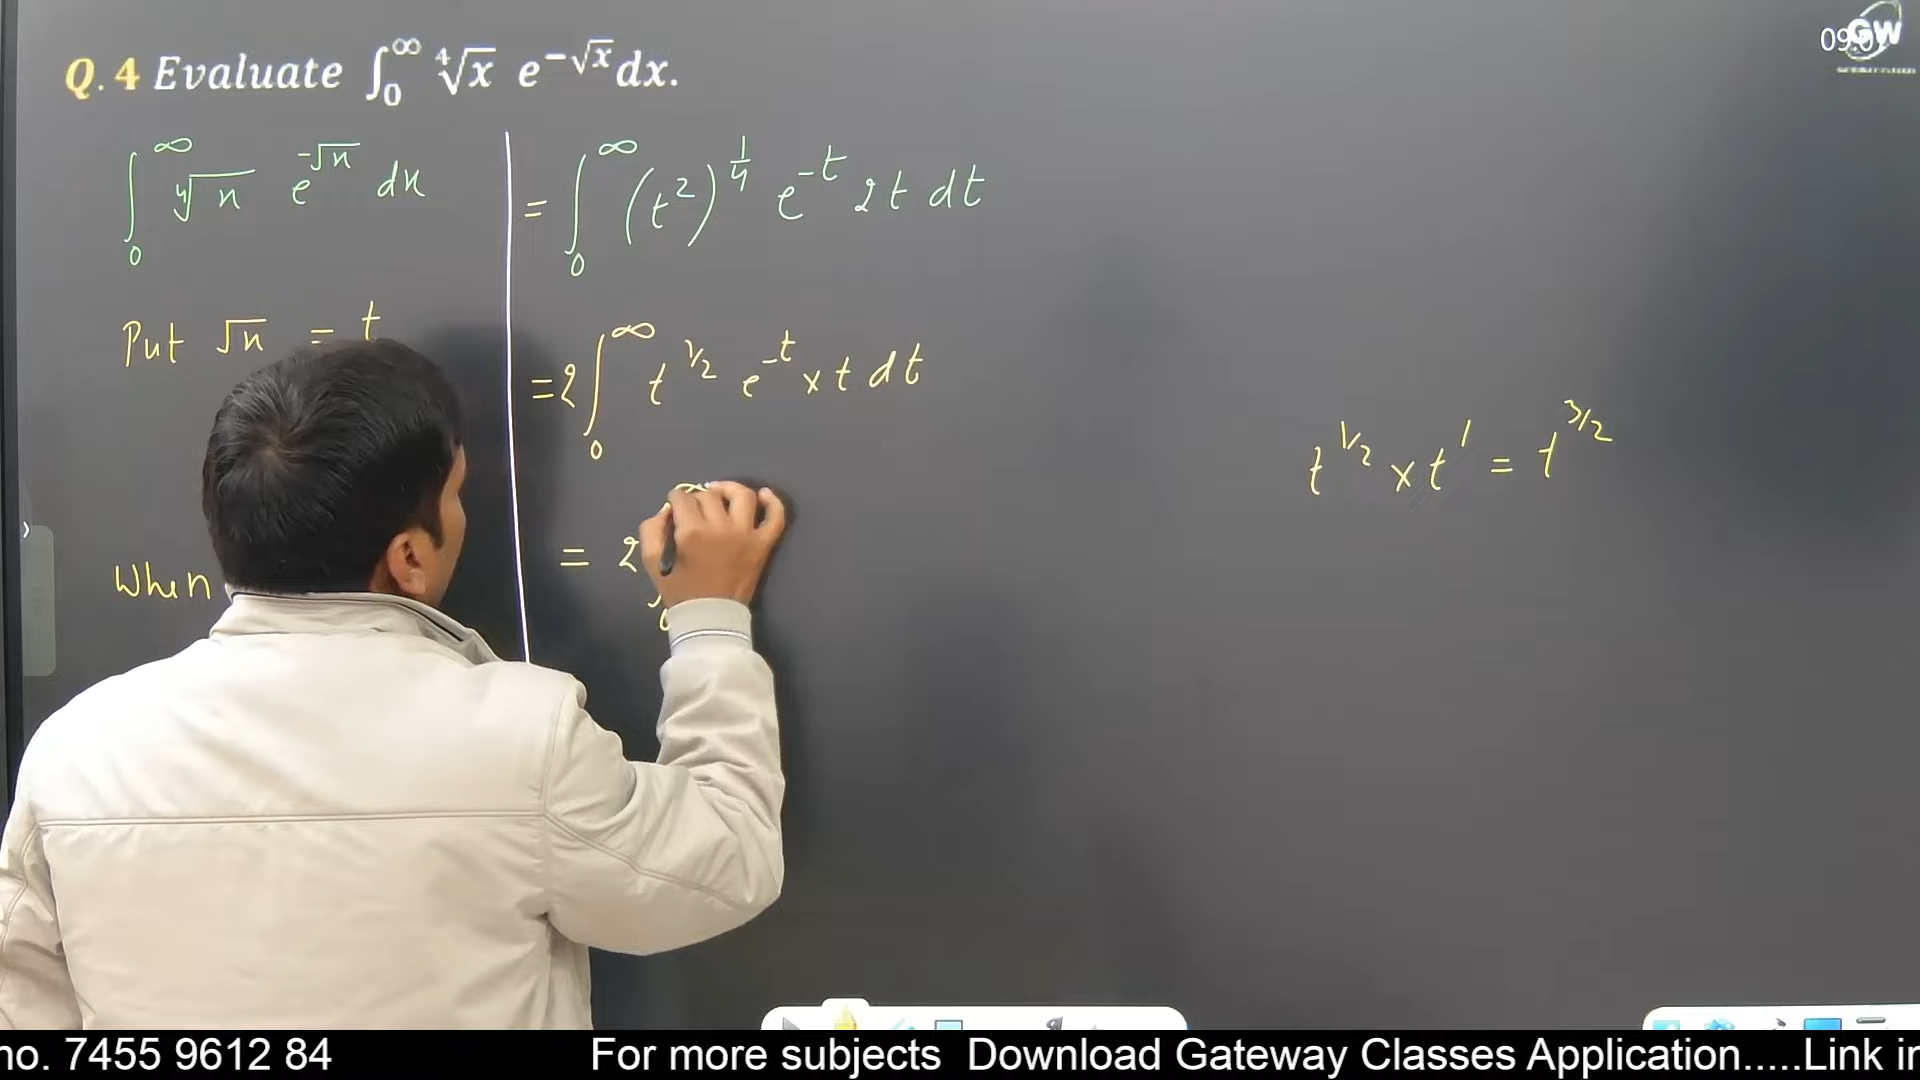 Q.4 Evaluate ∫₀^∞ ⁴√x e^(-√x) dx.
∫₀^∞ ⁴√x e^(-√x) dx
Put √x = t
When
= ∫₀^∞ (t²)^(1/4) e^(-t) 2t dt
= 2 ∫₀^∞ t^(1/2) e^(-t) × t dt
= 2
t^(1/2) × t^1 = t^(3/2)
GW
no. 7455 9612 84 For more subjects Download Gateway Classes Application.....Link in